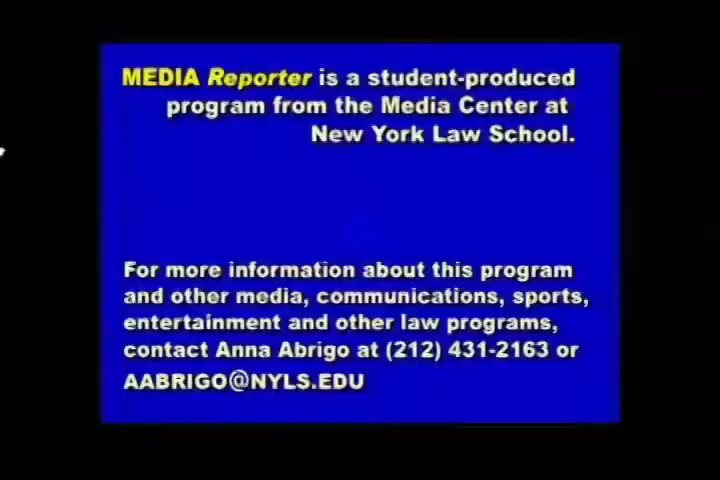 MEDIA Reporter is a student-produced
program from the Media Center at
New York Law School.
For more information about this program
and other media, communications, sports,
entertainment and other law programs,
contact Anna Abrigo at (212) 431-2163 or
AABRIGO@NYLS.EDU